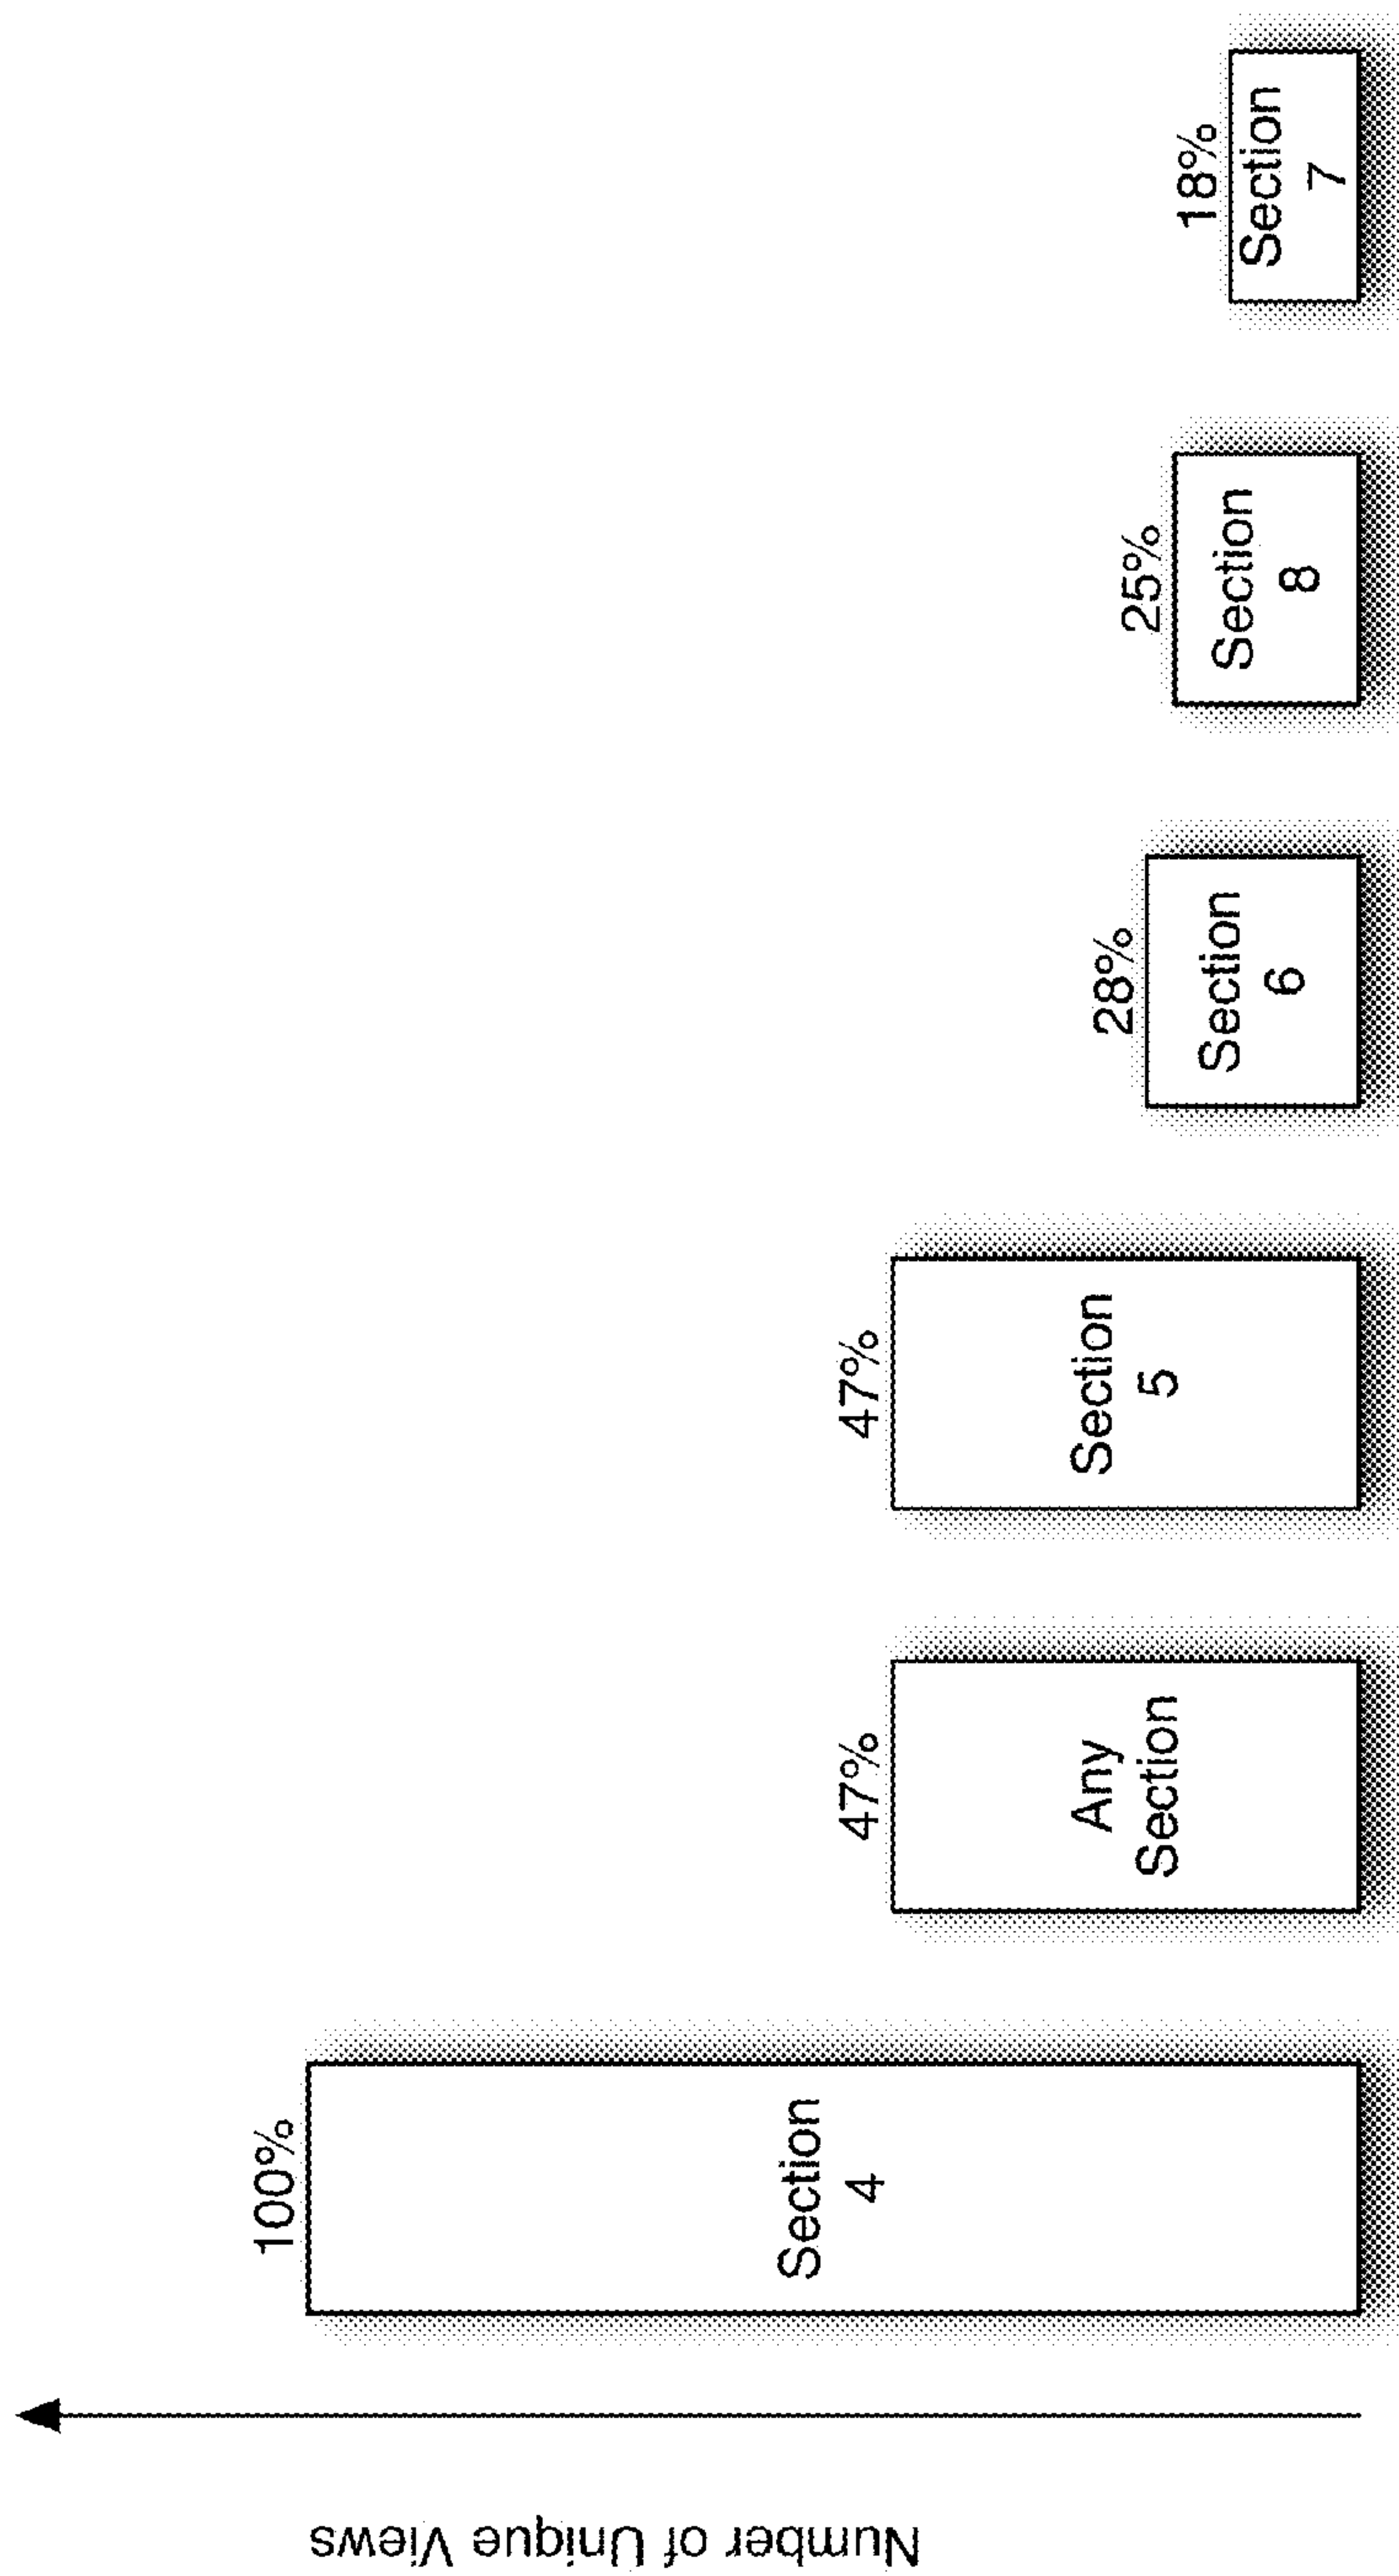 Number of Unique Views
100%
Section
4
47%
Any
Section
47%
Section
5
28%
Section
6
25%
Section
8
18%
Section
7